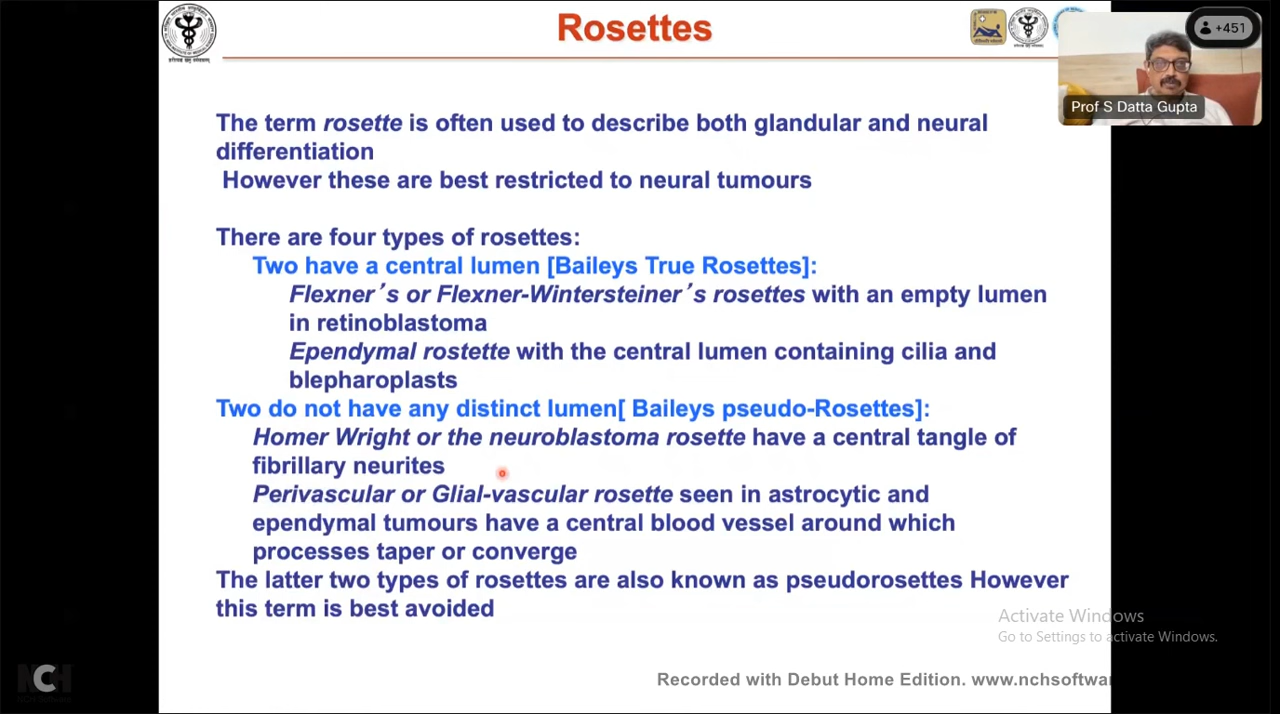 Rosettes
+451
Prof S Datta Gupta
The term rosette is often used to describe both glandular and neural
differentiation
However these are best restricted to neural tumours
There are four types of rosettes:
Two have a central lumen [Baileys True Rosettes]:
Flexner's or Flexner-Wintersteiner's rosettes with an empty lumen
in retinoblastoma
Ependymal rostette with the central lumen containing cilia and
blepharoplasts
Two do not have any distinct lumen[ Baileys pseudo-Rosettes]:
Homer Wright or the neuroblastoma rosette have a central tangle of
fibrillary neurites
Perivascular or Glial-vascular rosette seen in astrocytic and
ependymal tumours have a central blood vessel around which
processes taper or converge
The latter two types of rosettes are also known as pseudorosettes However
this term is best avoided
Activate Windows
Go to Settings to activate Windows.
NCH
Recorded with Debut Home Edition. www.nchsoftwar